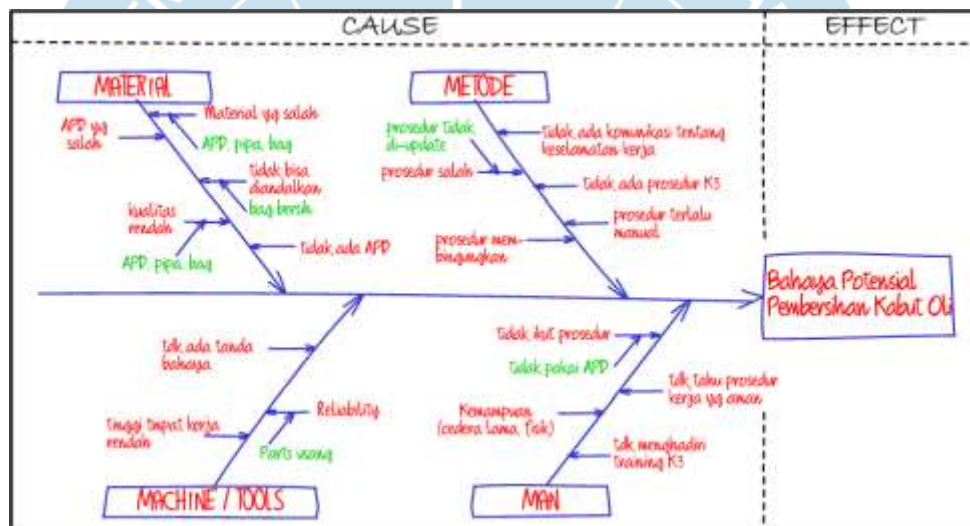 CAUSE
EFFECT
MATERIAL
Material yg salah
APD yg
salah
APD, pipa, bag
tidak bisa
diandalkan
bag bersih
kualitas
rendah
APD, pipa, bag
tidak ada APD
METODE
prosedur tidak
di-update
tidak ada komunikasi tentang
keselamatan kerja
prosedur salah
tidak ada prosedur K3
prosedur terlalu
manual
prosedur mem-
bingungkan
Bahaya Potensial
Pembersihan Kabut Oli
tdk ada tanda
bahaya
Reliability
tinggi tmpat kerja
rendah
Parts usang
MACHINE / TOOLS
tidak ikut prosedur
tidak pakai APD
tdk tahu prosedur
kerja yg aman
Kemampuan
(cedera lama, fisik)
tdk menghadiri
training K3
MAN